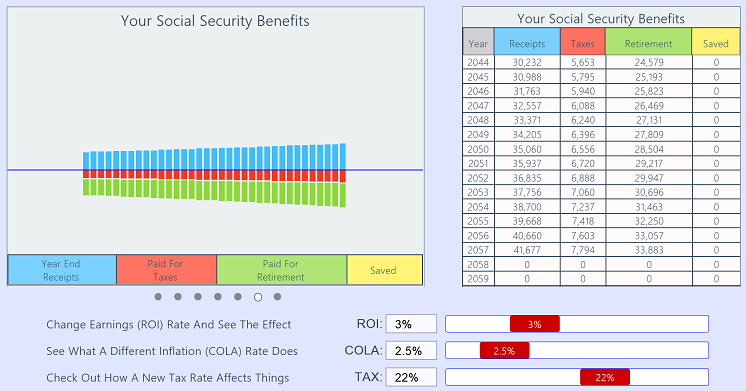 Your Social Security Benefits
Year End
Receipts
Paid For
Taxes
Paid For
Retirement
Saved
Your Social Security Benefits
Year Receipts Taxes Retirement Saved
2044 30,232 5,653 24,579 0
2045 30,988 5,795 25,193 0
2046 31,763 5,940 25,823 0
2047 32,557 6,088 26,469 0
2048 33,371 6,240 27,131 0
2049 34,205 6,396 27,809 0
2050 35,060 6,556 28,504 0
2051 35,937 6,720 29,217 0
2052 36,835 6,888 29,947 0
2053 37,756 7,060 30,696 0
2054 38,700 7,237 31,463 0
2055 39,668 7,418 32,250 0
2056 40,660 7,603 33,057 0
2057 41,677 7,794 33,883 0
2058 0 0 0 0
2059 0 0 0 0
Change Earnings (ROI) Rate And See The Effect ROI: 3% 3%
See What A Different Inflation (COLA) Rate Does COLA: 2.5% 2.5%
Check Out How A New Tax Rate Affects Things TAX: 22% 22%